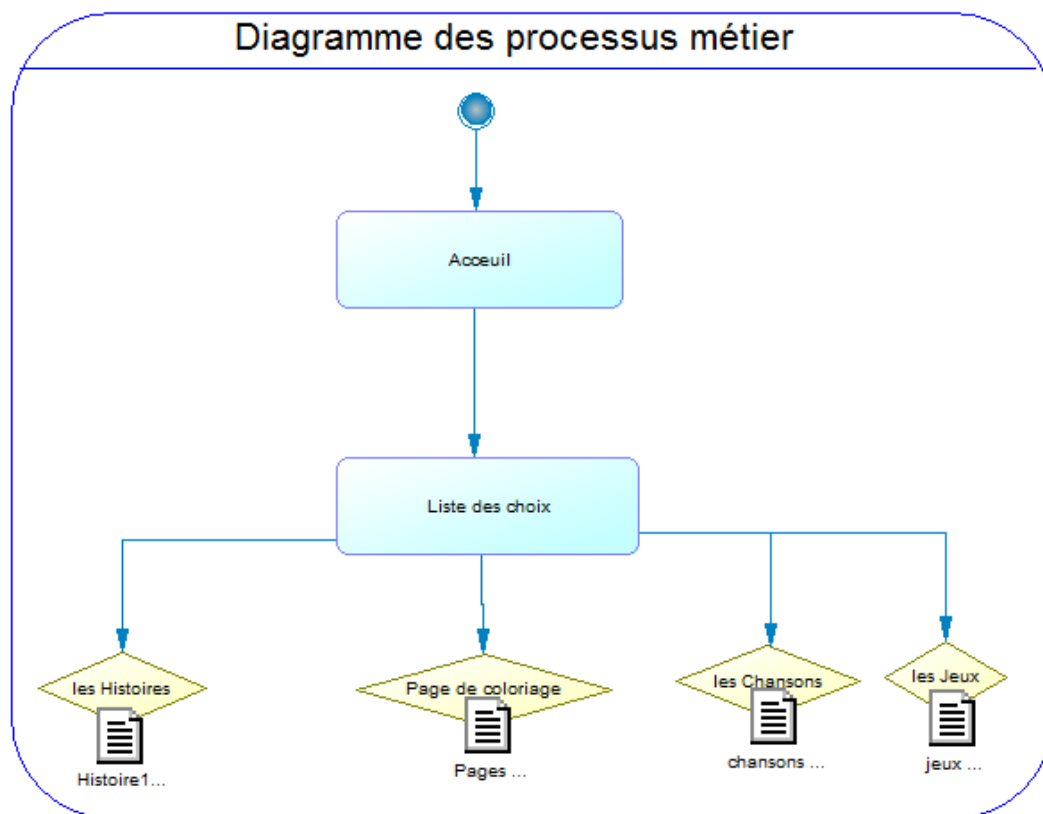 Diagramme des processus métier
Acceuil
Liste des choix
les Histoires
Page de coloriage
les Chansons
les Jeux
Histoire1...
Pages ...
chansons ...
jeux ...